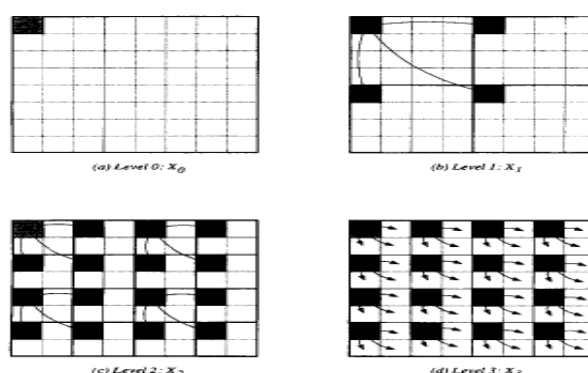 (a) Level 0: X0
(b) Level 1: X1
(c) Level 2: X2
(d) Level 3: X3